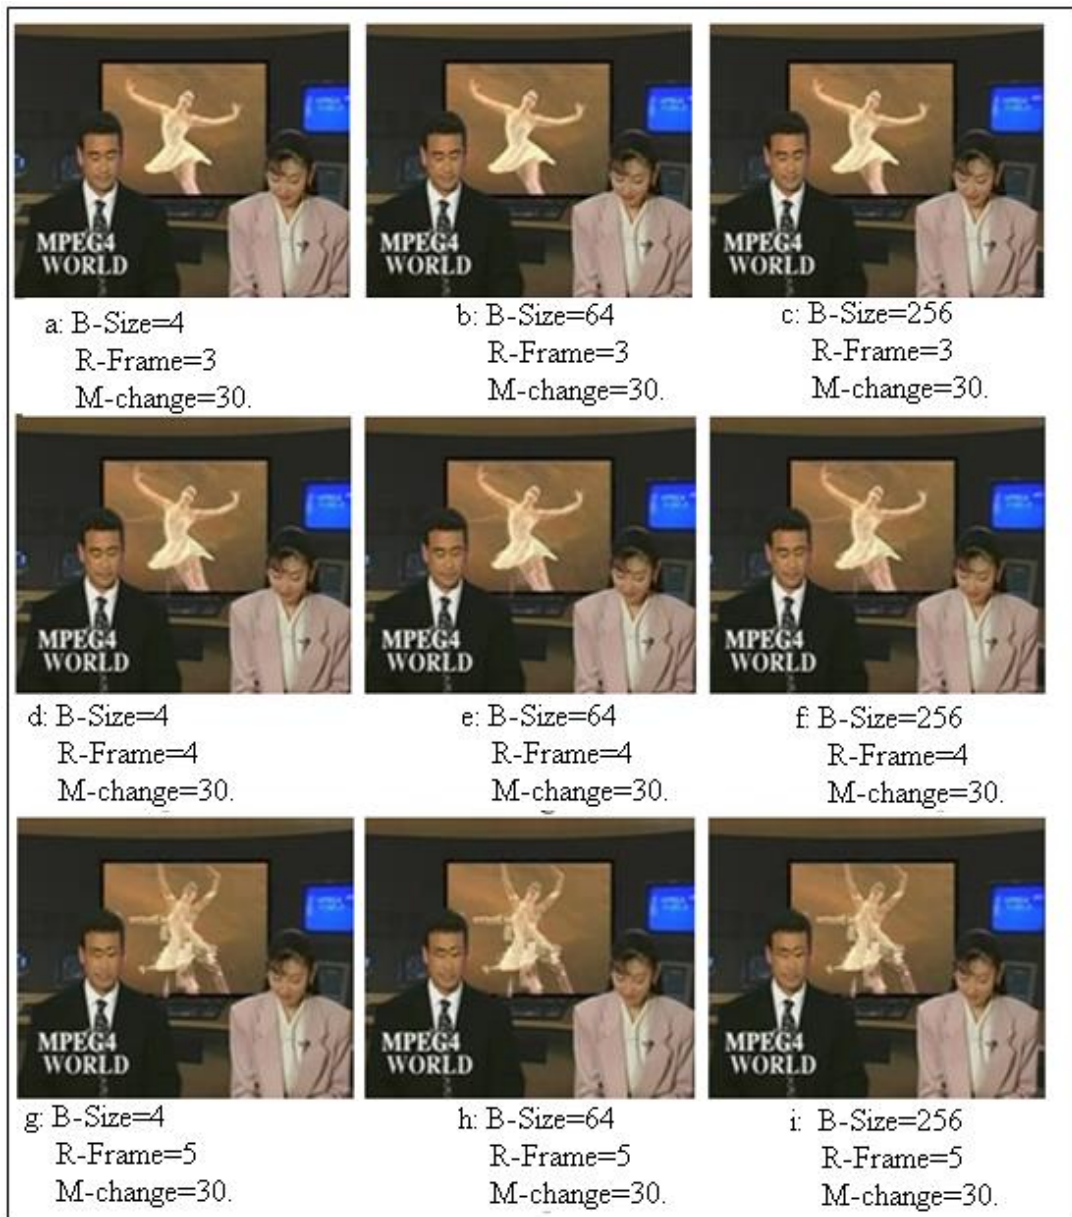 MPEG4
WORLD
MPEG4
WORLD
MPEG4
WORLD
a: B-Size=4
R-Frame=3
M-change=30.
b: B-Size=64
R-Frame=3
M-change=30.
c: B-Size=256
R-Frame=3
M-change=30.
MPEG4
WORLD
MPEG4
WORLD
MPEG4
WORLD
d: B-Size=4
R-Frame=4
M-change=30.
e: B-Size=64
R-Frame=4
M-change=30.
f: B-Size=256
R-Frame=4
M-change=30.
MPEG4
WORLD
MPEG4
WORLD
MPEG4
WORLD
g: B-Size=4
R-Frame=5
M-change=30.
h: B-Size=64
R-Frame=5
M-change=30.
i: B-Size=256
R-Frame=5
M-change=30.